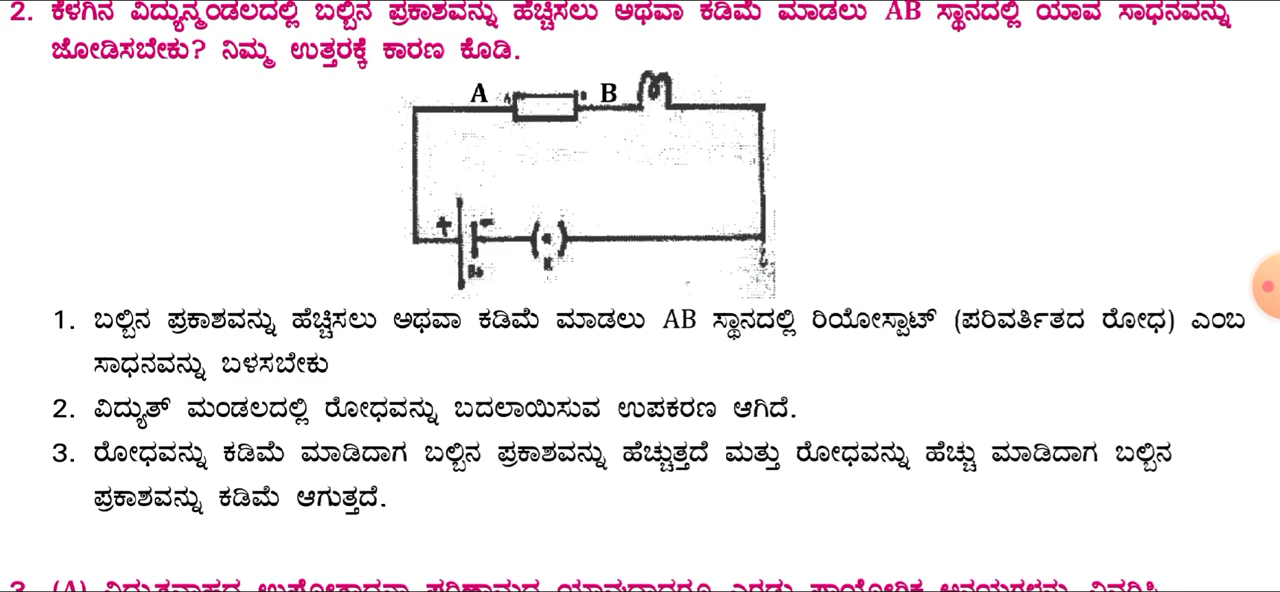 2. ಕೆಳಗಿನ ವಿದ್ಯುನ್ಮಂಡಲದಲ್ಲಿ ಬಲ್ಬಿನ ಪ್ರಕಾಶವನ್ನು ಹೆಚ್ಚಿಸಲು ಅಥವಾ ಕಡಿಮೆ ಮಾಡಲು AB ಸ್ಥಾನದಲ್ಲಿ ಯಾವ ಸಾಧನವನ್ನು
ಜೋಡಿಸಬೇಕು? ನಿಮ್ಮ ಉತ್ತರಕ್ಕೆ ಕಾರಣ ಕೊಡಿ.
A B
+ -
K
1. ಬಲ್ಬಿನ ಪ್ರಕಾಶವನ್ನು ಹೆಚ್ಚಿಸಲು ಅಥವಾ ಕಡಿಮೆ ಮಾಡಲು AB ಸ್ಥಾನದಲ್ಲಿ ರಿಯೋಸ್ಟಾಟ್ (ಪರಿವರ್ತಿತದ ರೋಧ) ಎಂಬ
ಸಾಧನವನ್ನು ಬಳಸಬೇಕು
2. ವಿದ್ಯುತ್ ಮಂಡಲದಲ್ಲಿ ರೋಧವನ್ನು ಬದಲಾಯಿಸುವ ಉಪಕರಣ ಆಗಿದೆ.
3. ರೋಧವನ್ನು ಕಡಿಮೆ ಮಾಡಿದಾಗ ಬಲ್ಬಿನ ಪ್ರಕಾಶವನ್ನು ಹೆಚ್ಚುತ್ತದೆ ಮತ್ತು ರೋಧವನ್ನು ಹೆಚ್ಚು ಮಾಡಿದಾಗ ಬಲ್ಬಿನ
ಪ್ರಕಾಶವನ್ನು ಕಡಿಮೆ ಆಗುತ್ತದೆ.
3. (A)